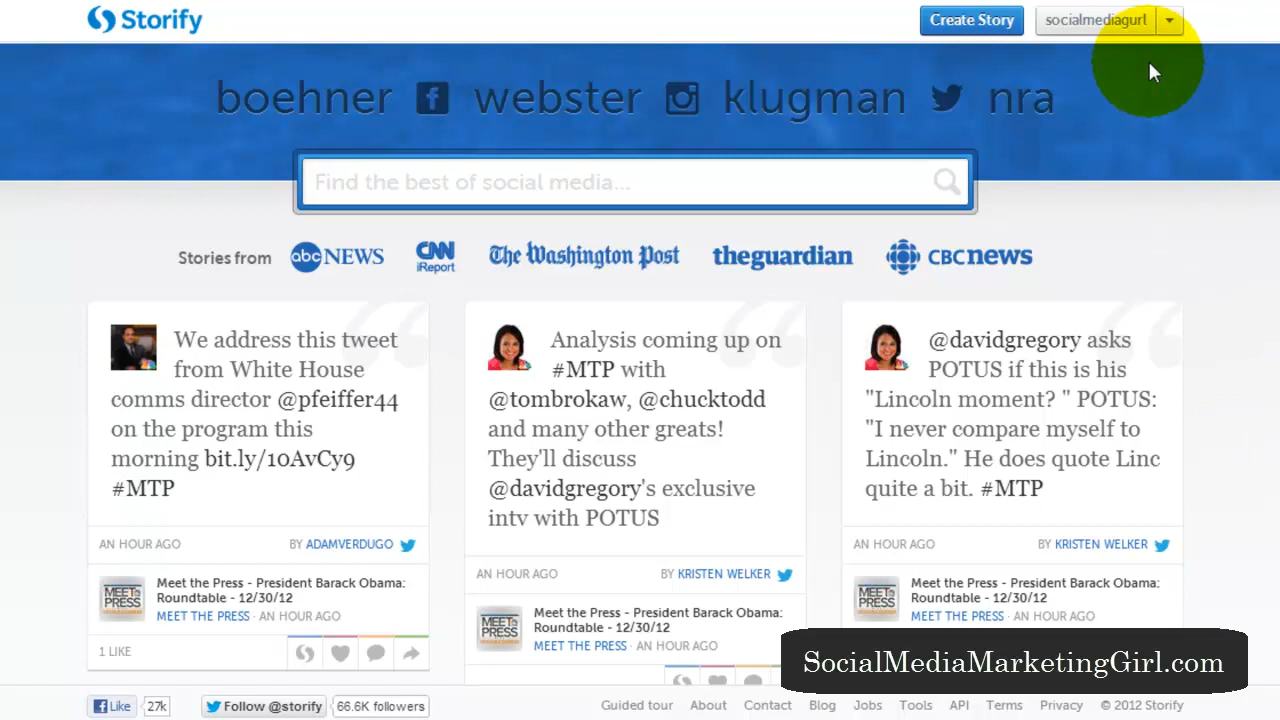 Storify
Create Story
socialmediagurl
boehner webster klugman nra
Find the best of social media...
Stories from abc NEWS CNN iReport The Washington Post theguardian CBCnews
We address this tweet
from White House
comms director @pfeiffer44
on the program this
morning bit.ly/10AvCy9
#MTP
AN HOUR AGO BY ADAMVERDUGO
Meet the Press - President Barack Obama:
Roundtable - 12/30/12
MEET THE PRESS · AN HOUR AGO
1 LIKE
Analysis coming up on
#MTP with
@tombrokaw, @chucktodd
and many other greats!
They'll discuss
@davidgregory's exclusive
intv with POTUS
AN HOUR AGO BY KRISTEN WELKER
MEET THE PRESS
Meet the Press - President Barack Obama:
Roundtable - 12/30/12
MEET THE PRESS · AN HOUR AGO
@davidgregory asks
POTUS if this is his
"Lincoln moment? " POTUS:
"I never compare myself to
Lincoln." He does quote Linc
quite a bit. #MTP
AN HOUR AGO BY KRISTEN WELKER
Meet the Press - President Barack Obama:
Roundtable - 12/30/12
MEET THE PRESS · AN HOUR AGO
SocialMediaMarketingGirl.com
Like 27k Follow @storify 66.6K followers
Guided tour About Contact Blog Jobs Tools API Terms Privacy © 2012 Storify